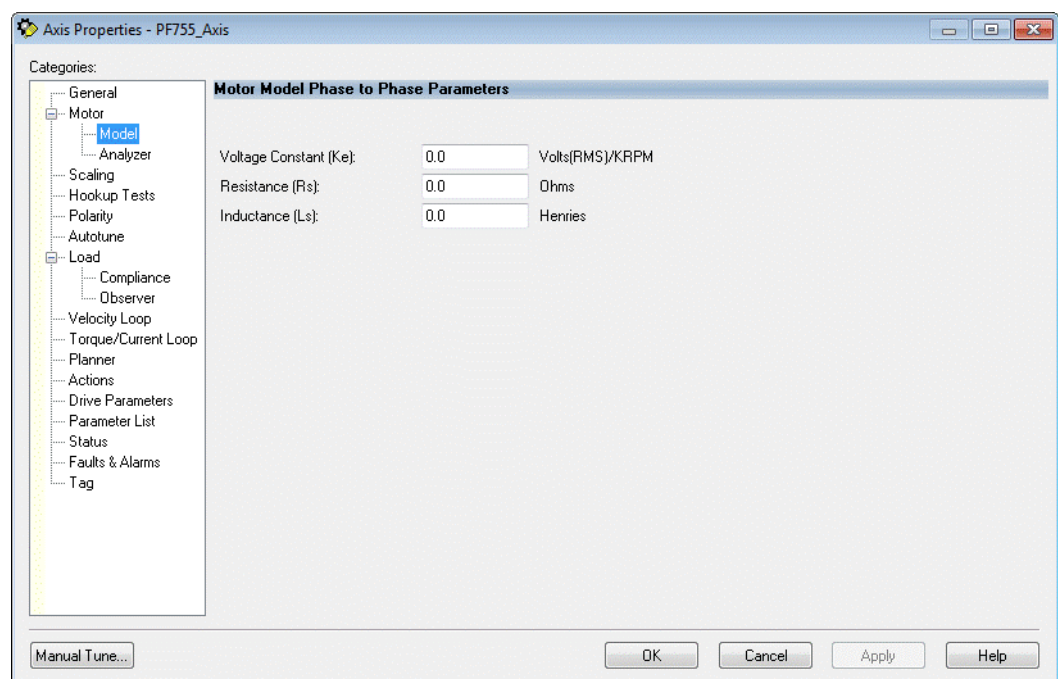 Axis Properties - PF755_Axis
Categories:
General
Motor
Model
Analyzer
Scaling
Hookup Tests
Polarity
Autotune
Load
Compliance
Observer
Velocity Loop
Torque/Current Loop
Planner
Actions
Drive Parameters
Parameter List
Status
Faults & Alarms
Tag
Motor Model Phase to Phase Parameters
Voltage Constant (Ke): 0.0 Volts(RMS)/KRPM
Resistance (Rs): 0.0 Ohms
Inductance (Ls): 0.0 Henries
Manual Tune... OK Cancel Apply Help